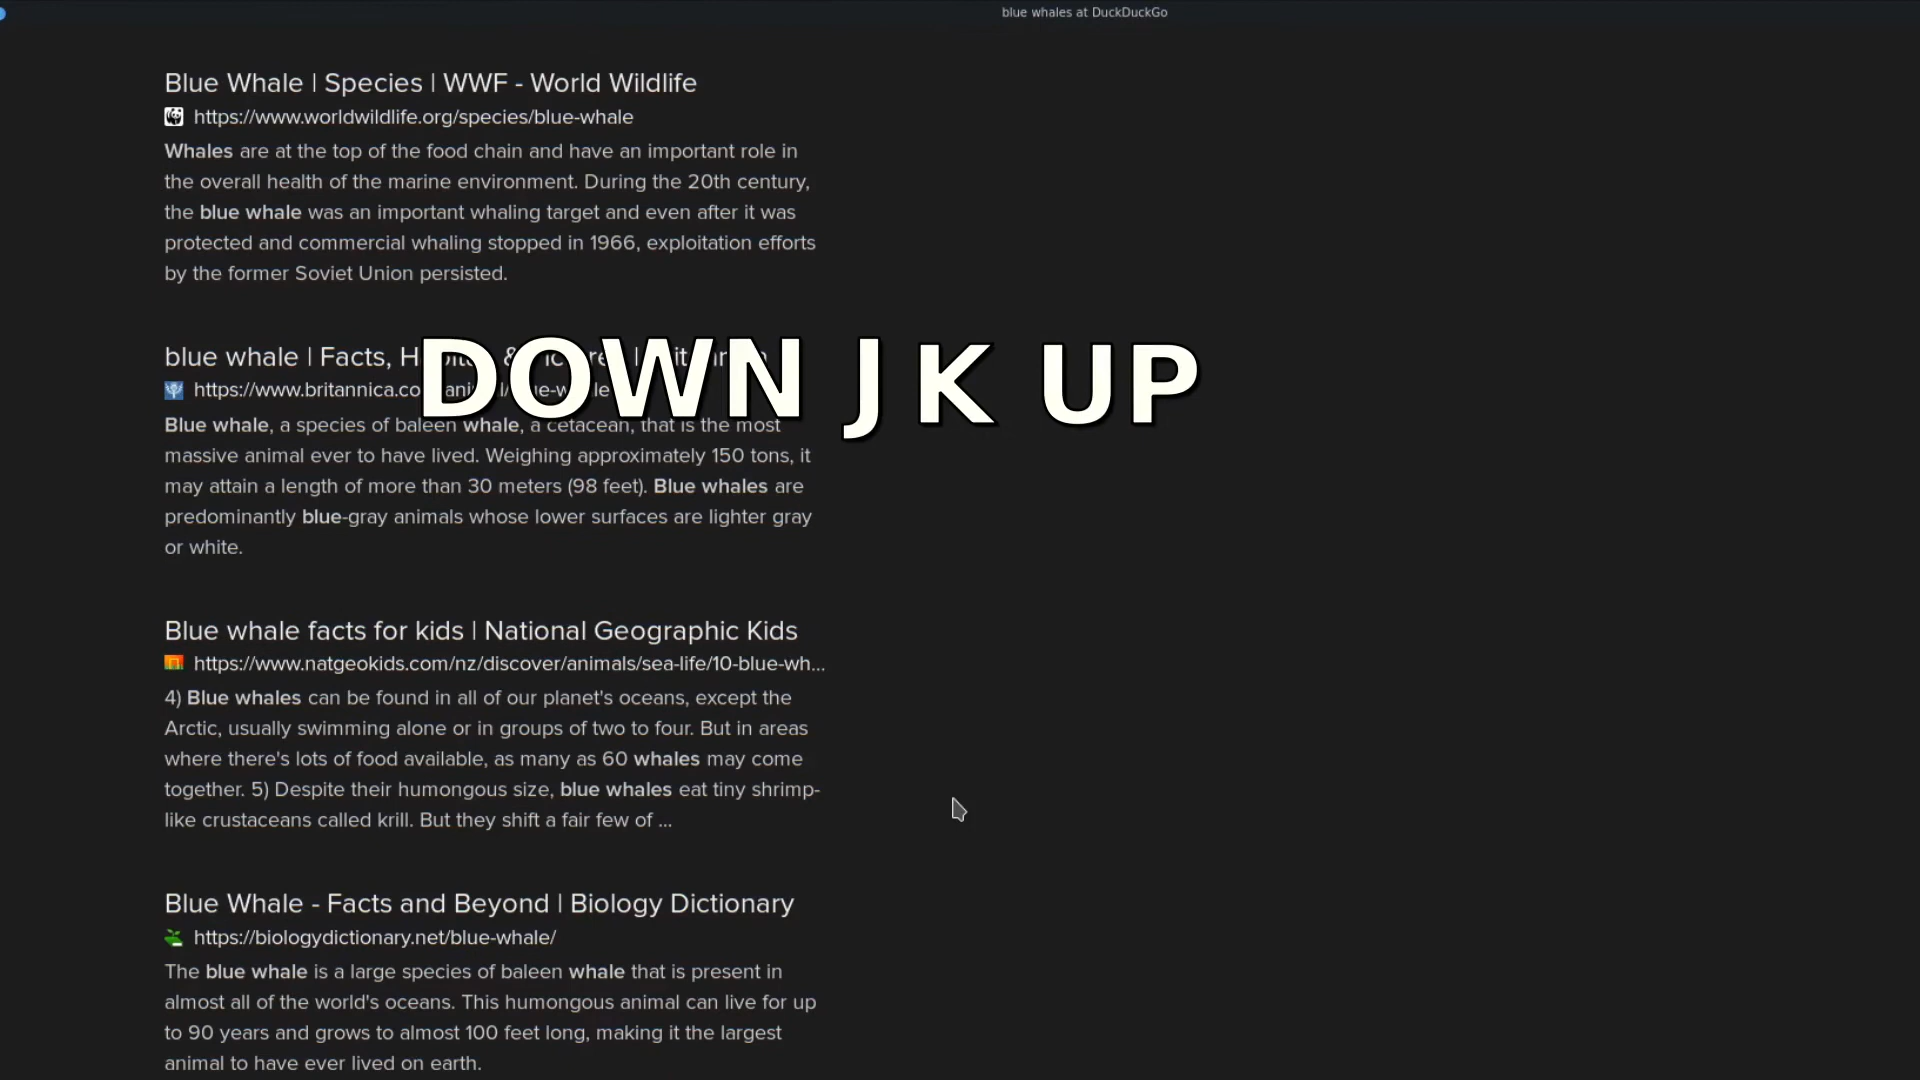 blue whales at DuckDuckGo
Blue Whale | Species | WWF - World Wildlife
https://www.worldwildlife.org/species/blue-whale
Whales are at the top of the food chain and have an important role in
the overall health of the marine environment. During the 20th century,
the blue whale was an important whaling target and even after it was
protected and commercial whaling stopped in 1966, exploitation efforts
by the former Soviet Union persisted.
blue whale | Facts,
DOWN J K UP
https://www.britannica.co
Blue whale, a species of baleen whale, a cetacean, that is the most
massive animal ever to have lived. Weighing approximately 150 tons, it
may attain a length of more than 30 meters (98 feet). Blue whales are
predominantly blue-gray animals whose lower surfaces are lighter gray
or white.
Blue whale facts for kids | National Geographic Kids
https://www.natgeokids.com/nz/discover/animals/sea-life/10-blue-wh...
4) Blue whales can be found in all of our planet's oceans, except the
Arctic, usually swimming alone or in groups of two to four. But in areas
where there's lots of food available, as many as 60 whales may come
together. 5) Despite their humongous size, blue whales eat tiny shrimp-
like crustaceans called krill. But they shift a fair few of ...
Blue Whale - Facts and Beyond | Biology Dictionary
https://biologydictionary.net/blue-whale/
The blue whale is a large species of baleen whale that is present in
almost all of the world's oceans. This humongous animal can live for up
to 90 years and grows to almost 100 feet long, making it the largest
animal to have ever lived on earth.